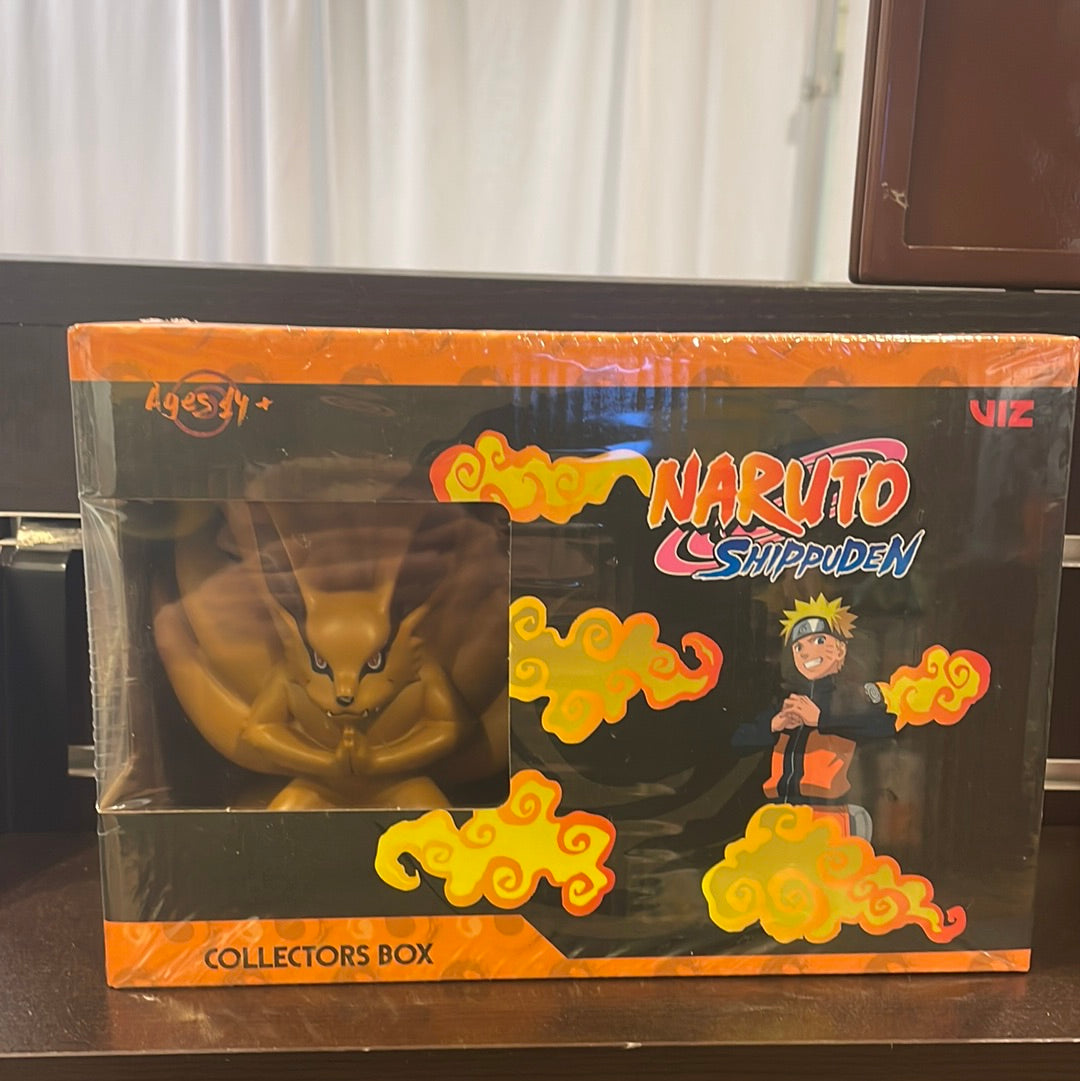 Ages 14+
VIZ
NARUTO
SHIPPUDEN
COLLECTORS BOX